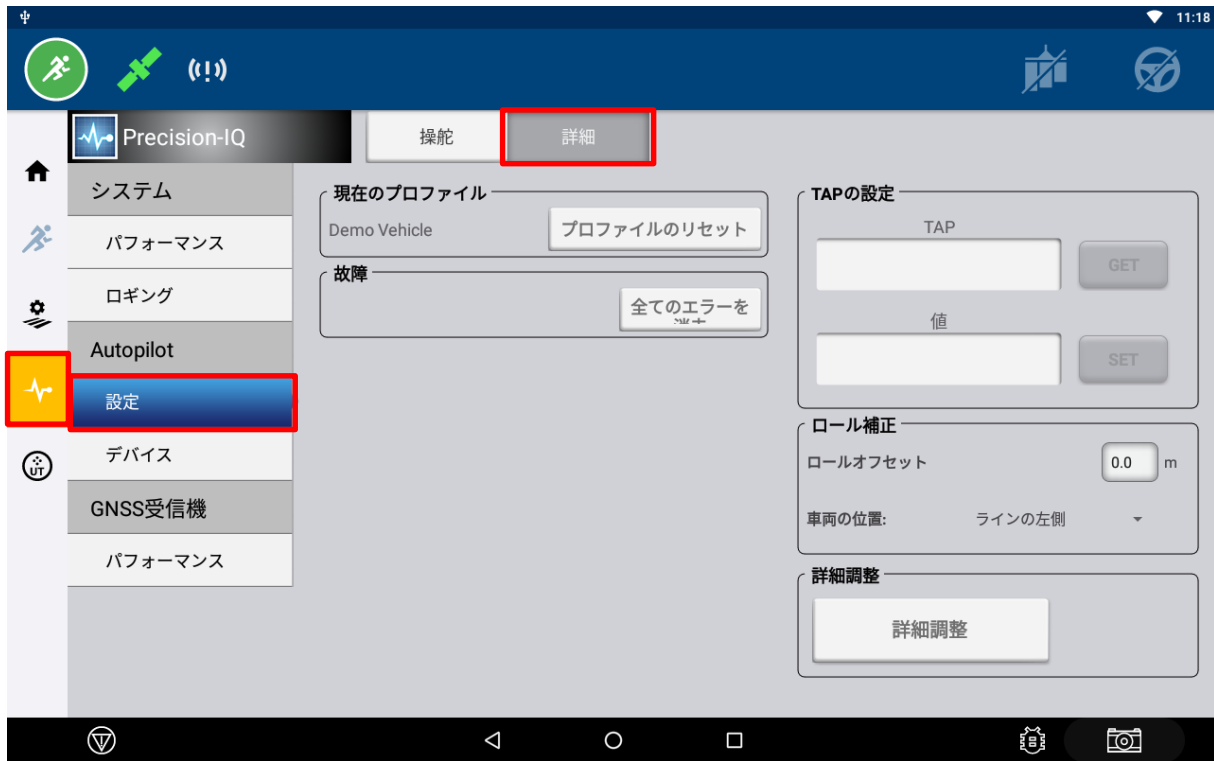 11:18
Precision-IQ
操舵
詳細
システム
パフォーマンス
ロギング
Autopilot
設定
デバイス
GNSS受信機
パフォーマンス
UT
現在のプロファイル
Demo Vehicle
プロファイルのリセット
故障
全てのエラーを
TAPの設定
TAP
GET
値
SET
ロール補正
ロールオフセット
0.0
m
車両の位置:
ラインの左側
詳細調整
詳細調整